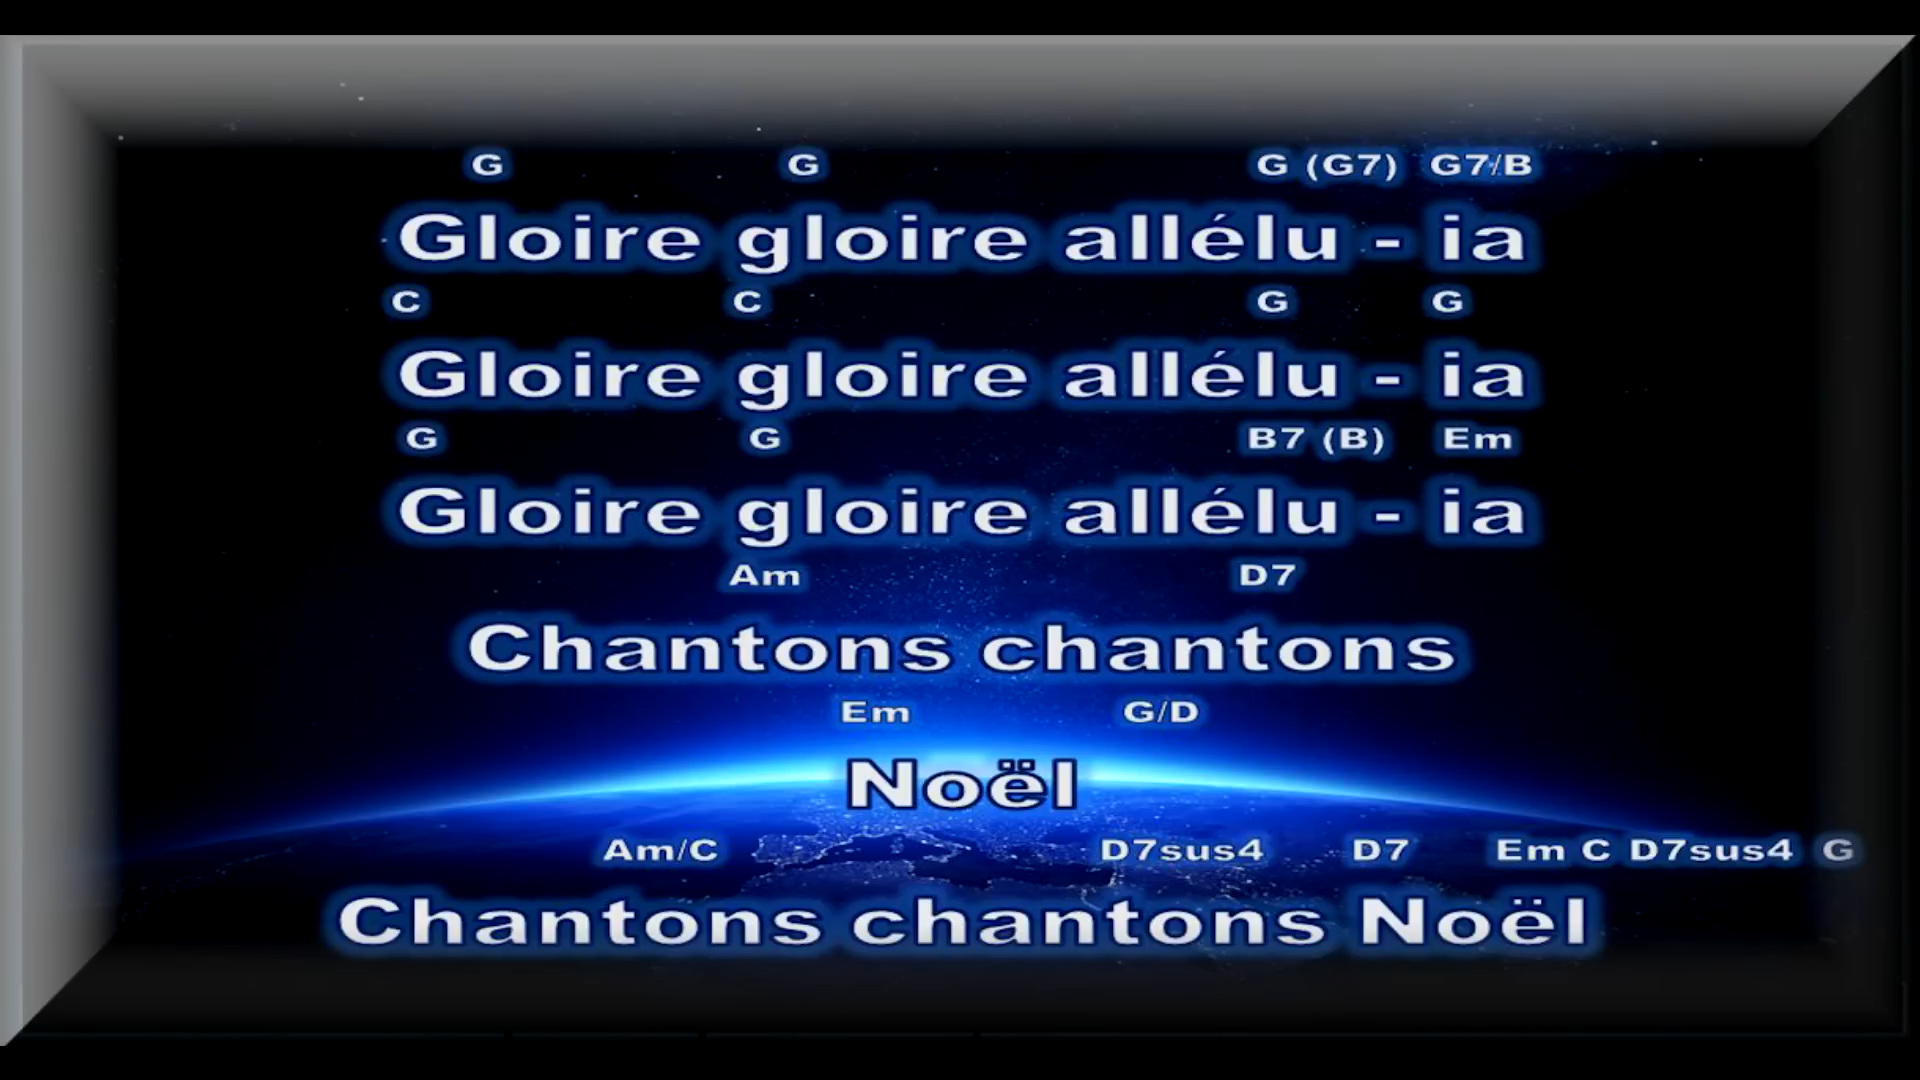 G G G (G7) G7/B
Gloire gloire allélu - ia
C C G G
Gloire gloire allélu - ia
G G B7 (B) Em
Gloire gloire allélu - ia
Am D7
Chantons chantons
Em G/D
Noël
Am/C D7sus4 D7 Em C D7sus4 G
Chantons chantons Noël